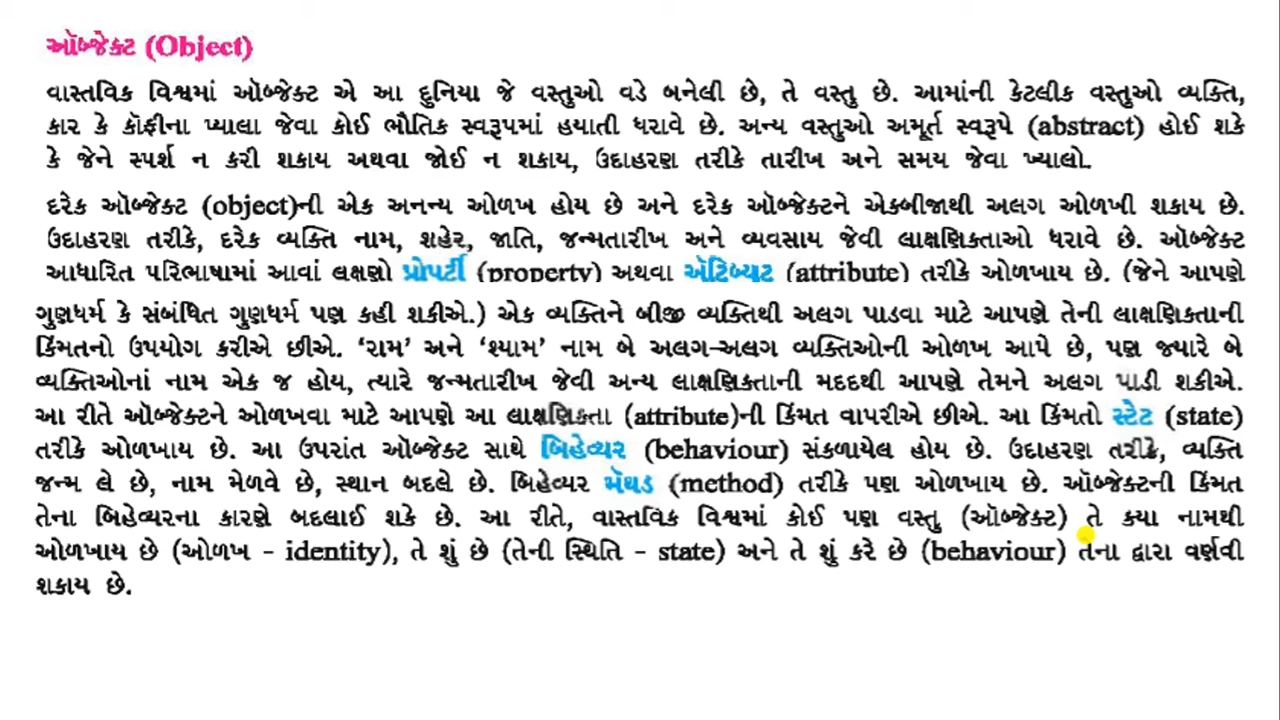 ઑબ્જેક્ટ (Object)
વાસ્તવિક વિશ્વમાં ઑબ્જેક્ટ એ આ દુનિયા જે વસ્તુઓ વડે બનેલી છે, તે વસ્તુ છે. આમાંની કેટલીક વસ્તુઓ વ્યક્તિ,
કાર કે કૉફીના પ્યાલા જેવા કોઈ ભૌતિક સ્વરૂપમાં હયાતી ધરાવે છે. અન્ય વસ્તુઓ અમૂર્ત સ્વરૂપે (abstract) હોઈ શકે
કે જેને સ્પર્શ ન કરી શકાય અથવા જોઈ ન શકાય, ઉદાહરણ તરીકે તારીખ અને સમય જેવા ખ્યાલો.
દરેક ઑબ્જેક્ટ (object)ની એક અનન્ય ઓળખ હોય છે અને દરેક ઑબ્જેક્ટને એકબીજાથી અલગ ઓળખી શકાય છે.
ઉદાહરણ તરીકે, દરેક વ્યક્તિ નામ, શહેર, જાતિ, જન્મતારીખ અને વ્યવસાય જેવી લાક્ષણિકતાઓ ધરાવે છે. ઑબ્જેક્ટ
આધારિત પરિભાષામાં આવાં લક્ષણો પ્રોપર્ટી (property) અથવા ઍટ્રિબ્યૂટ (attribute) તરીકે ઓળખાય છે. (જેને આપણે
ગુણધર્મ કે સંબંધિત ગુણધર્મ પણ કહી શકીએ.) એક વ્યક્તિને બીજી વ્યક્તિથી અલગ પાડવા માટે આપણે તેની લાક્ષણિકતાની
કિંમતનો ઉપયોગ કરીએ છીએ. ‘રામ’ અને ‘શ્યામ’ નામ બે અલગ-અલગ વ્યક્તિઓની ઓળખ આપે છે, પણ જ્યારે બે
વ્યક્તિઓનાં નામ એક જ હોય, ત્યારે જન્મતારીખ જેવી અન્ય લાક્ષણિકતાની મદદથી આપણે તેમને અલગ પાડી શકીએ.
આ રીતે ઑબ્જેક્ટને ઓળખવા માટે આપણે આ લાક્ષણિકતા (attribute)ની કિંમત વાપરીએ છીએ. આ કિંમતો સ્ટેટ (state)
તરીકે ઓળખાય છે. આ ઉપરાંત ઑબ્જેક્ટ સાથે બિહેવ્યર (behaviour) સંકળાયેલ હોય છે. ઉદાહરણ તરીકે, વ્યક્તિ
જન્મ લે છે, નામ મેળવે છે, સ્થાન બદલે છે. બિહેવ્યર મૅથડ (method) તરીકે પણ ઓળખાય છે. ઑબ્જેક્ટની કિંમત
તેના બિહેવ્યરના કારણે બદલાઈ શકે છે. આ રીતે, વાસ્તવિક વિશ્વમાં કોઈ પણ વસ્તુ (ઑબ્જેક્ટ) તે ક્યા નામથી
ઓળખાય છે (ઓળખ - identity), તે શું છે (તેની સ્થિતિ - state) અને તે શું કરે છે (behaviour) તેના દ્વારા વર્ણવી
શકાય છે.